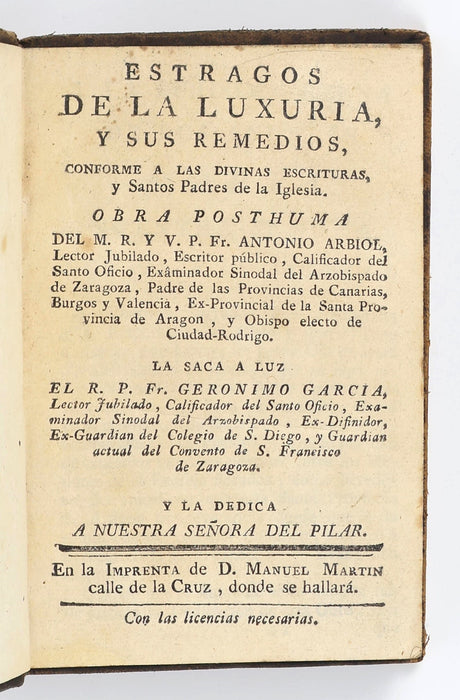 ESTRAGOS
DE LA LUXURIA,
Y SUS REMEDIOS,
CONFORME A LAS DIVINAS ESCRITURAS,
y Santos Padres de la Iglesia.
OBRA POSTHUMA
DEL M. R. Y V. P. Fr. ANTONIO ARBIOL,
Lector Jubilado, Escritor público, Calificador del
Santo Oficio, Exâminador Sinodal del Arzobispado
de Zaragoza, Padre de las Provincias de Canarias,
Burgos y Valencia, Ex-Provincial de la Santa Pro-
vincia de Aragon, y Obispo electo de
Ciudad-Rodrigo.
LA SACA A LUZ
EL R. P. Fr. GERONIMO GARCIA,
Lector Jubilado, Calificador del Santo Oficio, Exa-
minador Sinodal del Arzobispado, Ex-Difinidor,
Ex-Guardian del Colegio de S. Diego, y Guardian
actual del Convento de S. Francisco
de Zaragoza.
Y LA DEDICA
A NUESTRA SEÑORA DEL PILAR.
En la IMPRENTA de D. MANUEL MARTIN
calle de la CRUZ, donde se hallará.
Con las licencias necesarias.